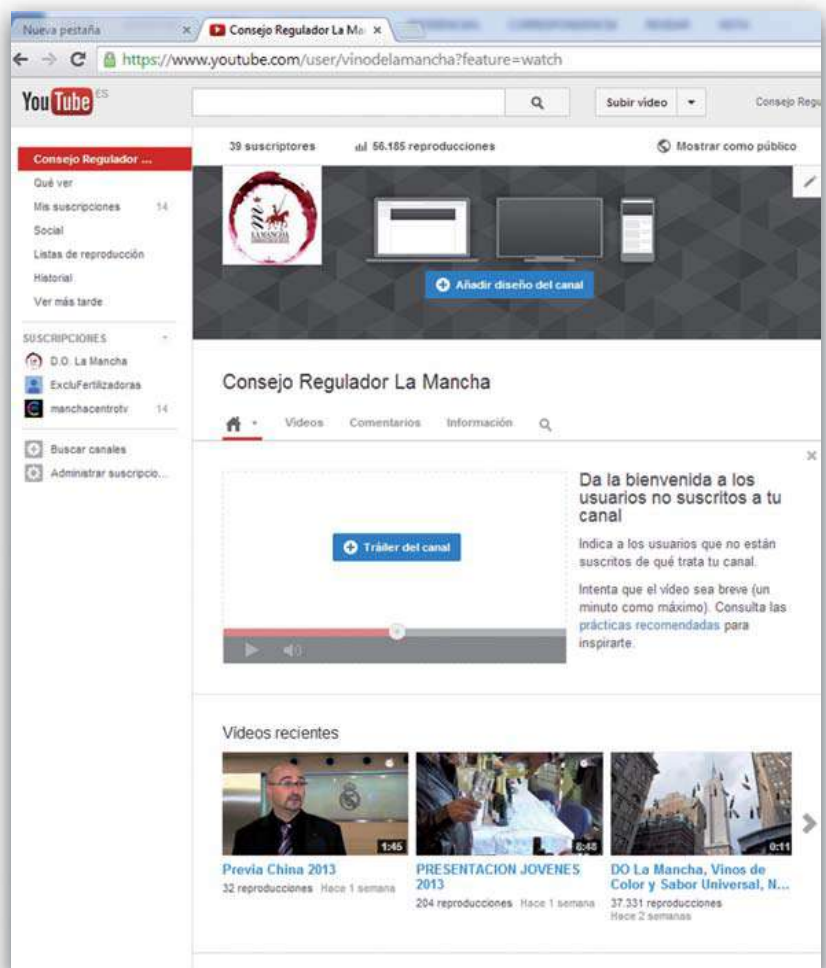 Nueva pestaña
Consejo Regulador La Ma
https://www.youtube.com/user/vinodelamancha?feature=watch
YouTube ES
Subir vídeo
Consejo Regu
39 suscriptores
56.185 reproducciones
Mostrar como público
Consejo Regulador ...
Qué ver
Mis suscripciones 14
Social
Listas de reproducción
Historial
Ver más tarde
SUSCRIPCIONES
D.O. La Mancha
ExcluFertilizadoras
manchacentrotv 14
Buscar canales
Administrar suscripcio...
LA MANCHA
Añadir diseño del canal
Consejo Regulador La Mancha
Videos
Comentarios
Información
Tráiler del canal
Da la bienvenida a los
usuarios no suscritos a tu
canal
Indica a los usuarios que no están
suscritos de qué trata tu canal.
Intenta que el vídeo sea breve (un
minuto como máximo). Consulta las
prácticas recomendadas para
inspirarte.
Vídeos recientes
1:45
8:48
0:11
Previa China 2013
32 reproducciones Hace 1 semana
PRESENTACION JOVENES
2013
204 reproducciones Hace 1 semana
DO La Mancha, Vinos de
Color y Sabor Universal, N...
37.331 reproducciones
Hace 2 semanas